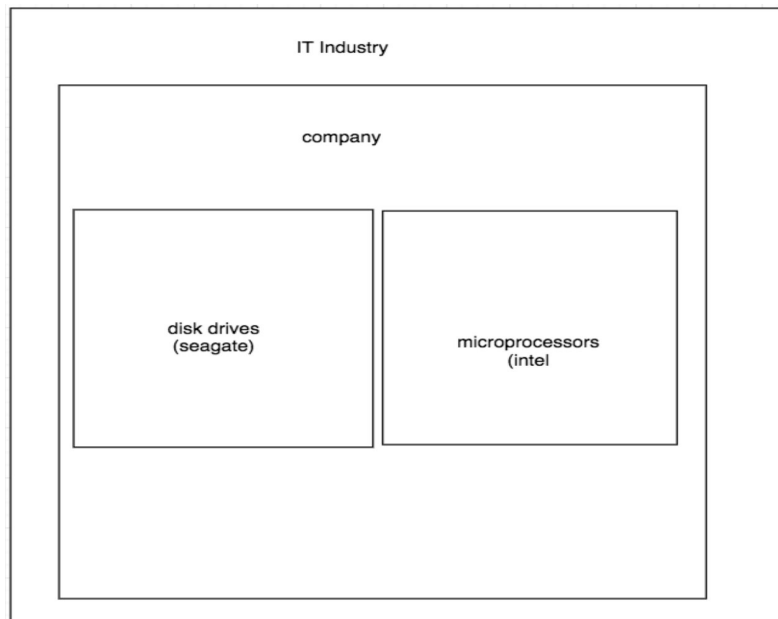 IT Industry
company
disk drives
(seagate)
microprocessors
(intel